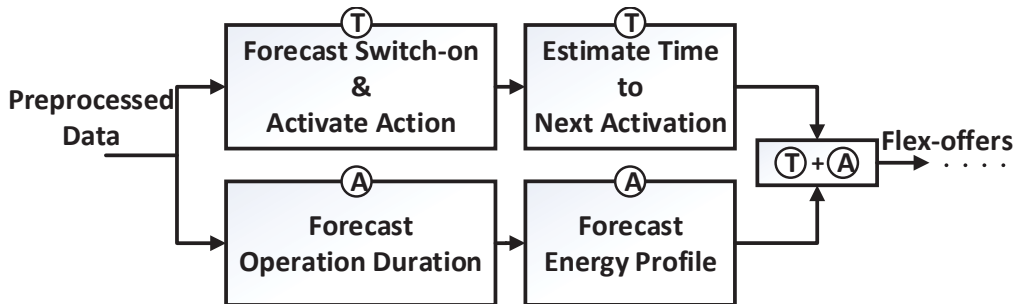 Preprocessed
Data
T
Forecast Switch-on
&
Activate Action
T
Estimate Time
to
Next Activation
A
Forecast
Operation Duration
A
Forecast
Energy Profile
T + A
Flex-offers
. . . .